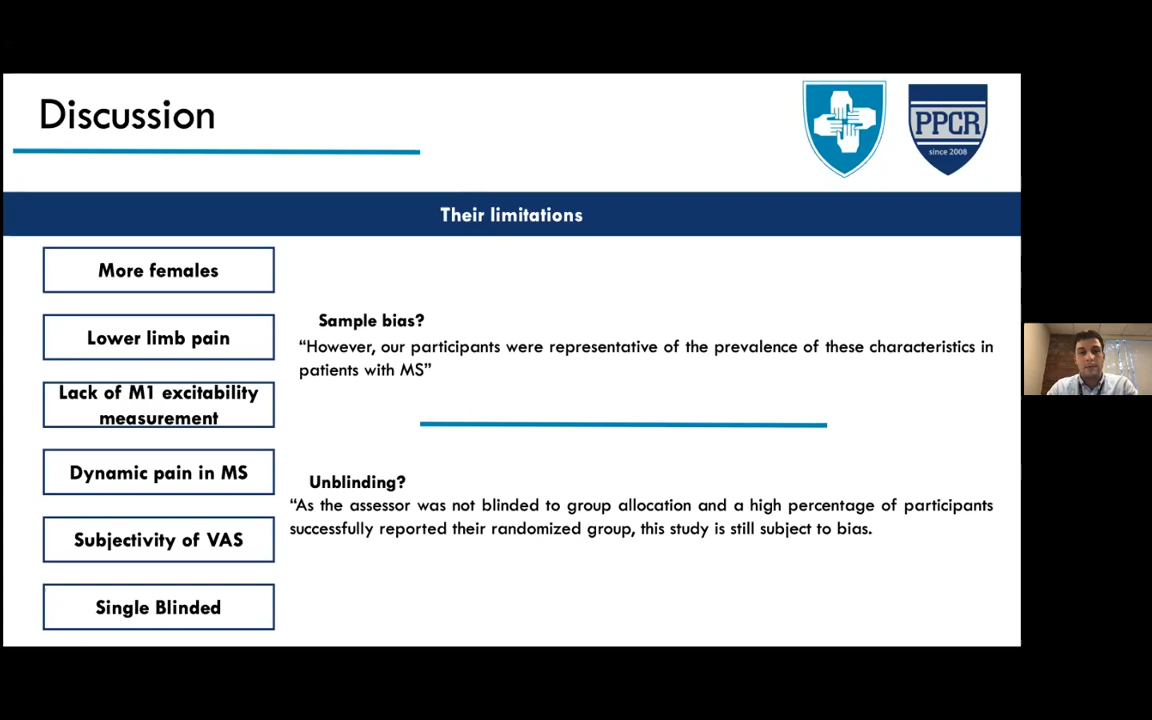 Discussion
PPCR
since 2008
Their limitations
More females
Lower limb pain
Lack of M1 excitability
measurement
Dynamic pain in MS
Subjectivity of VAS
Single Blinded
Sample bias?
“However, our participants were representative of the prevalence of these characteristics in
patients with MS”
Unblinding?
“As the assessor was not blinded to group allocation and a high percentage of participants
successfully reported their randomized group, this study is still subject to bias.